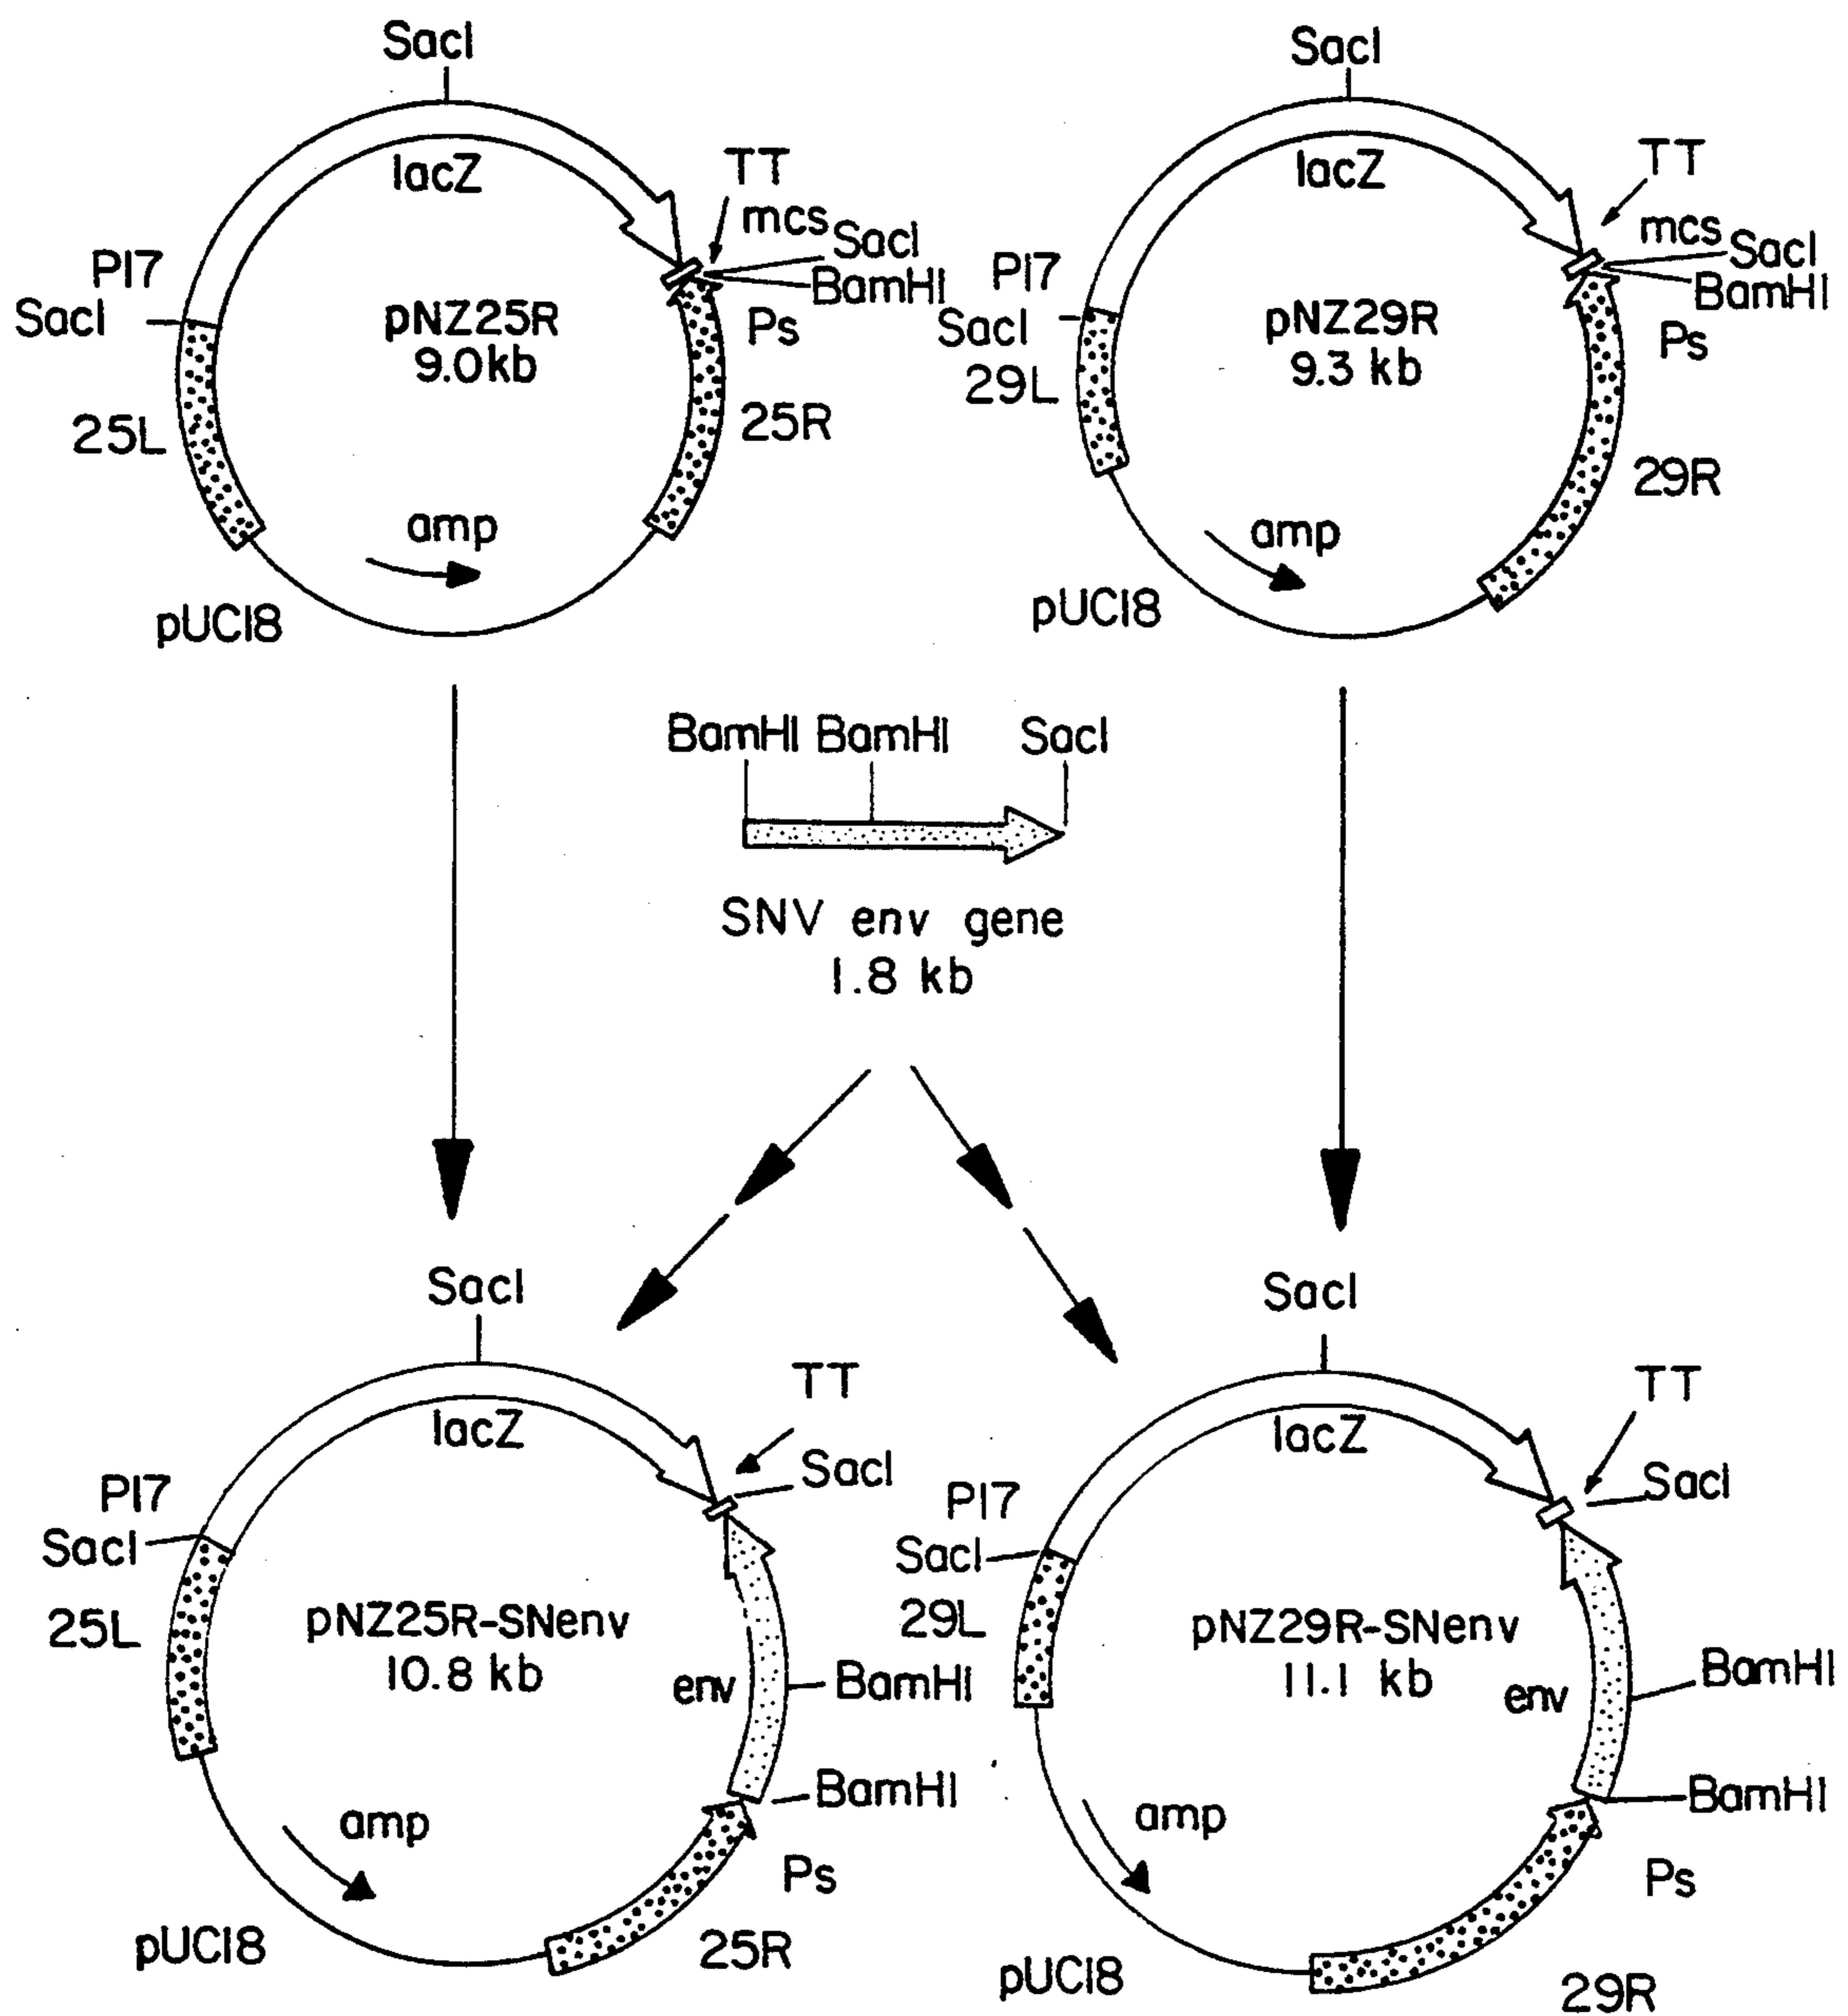 SacI
lacZ
TT
mcs
SacI
BamHI
P17
SacI
pNZ25R
9.0kb
Ps
25L
25R
amp
pUC18
SacI
lacZ
TT
mcs
SacI
BamHI
P17
SacI
pNZ29R
9.3 kb
Ps
29L
29R
amp
pUC18
BamHI BamHI SacI
SNV env gene
1.8 kb
SacI
lacZ
TT
SacI
P17
SacI
25L
pNZ25R-SNenv
10.8 kb
env
BamHI
BamHI
amp
Ps
pUC18
25R
SacI
lacZ
TT
SacI
P17
SacI
29L
pNZ29R-SNenv
11.1 kb
env
BamHI
BamHI
amp
Ps
pUC18
29R